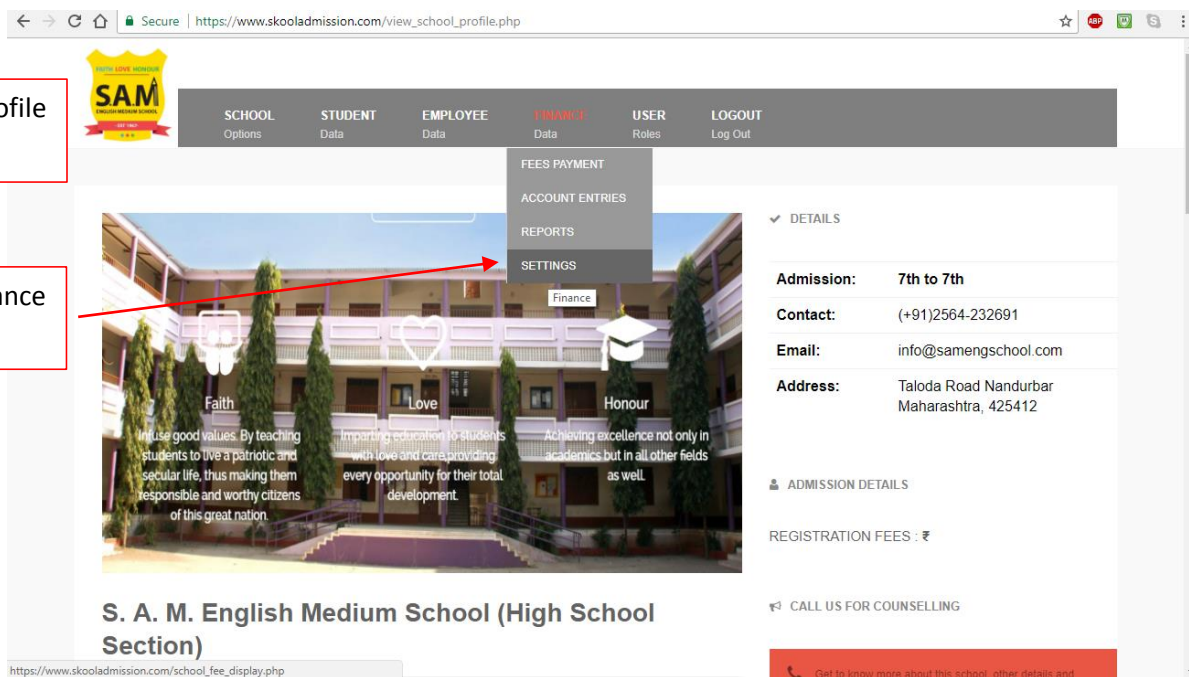 Secure | https://www.skooladmission.com/view_school_profile.php
ABP
FAITH LOVE HONOUR
S.A.M
ENGLISH MEDIUM SCHOOL
SCHOOL STUDENT EMPLOYEE FINANCE USER LOGOUT
Options Data Data Data Roles Log Out
FEES PAYMENT
ACCOUNT ENTRIES
REPORTS
SETTINGS
Finance
Faith
Infuse good values. By teaching
students to live a patriotic and
secular life, thus making them
responsible and worthy citizens
of this great nation.
Love
Imparting education to students
with love and care,providing
every opportunity for their total
development.
Honour
Achieving excellence not only in
academics but in all other fields
as well.
DETAILS
Admission: 7th to 7th
Contact: (+91)2564-232691
Email: info@samengschool.com
Address: Taloda Road Nandurbar
Maharashtra, 425412
ADMISSION DETAILS
REGISTRATION FEES : ₹
CALL US FOR COUNSELLING
Get to know more about this school, other details and
S. A. M. English Medium School (High School
Section)
https://www.skooladmission.com/school_fee_display.php